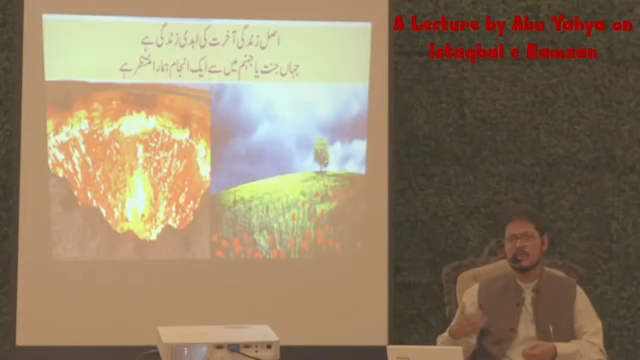 اصل زندگی آخرت کی ابدی زندگی ہے
جہاں جنت یا جہنم میں سے ایک انجام ہمارا منتظر ہے
A Lecture by Abu Yahya on
Istaqbal e Ramzan